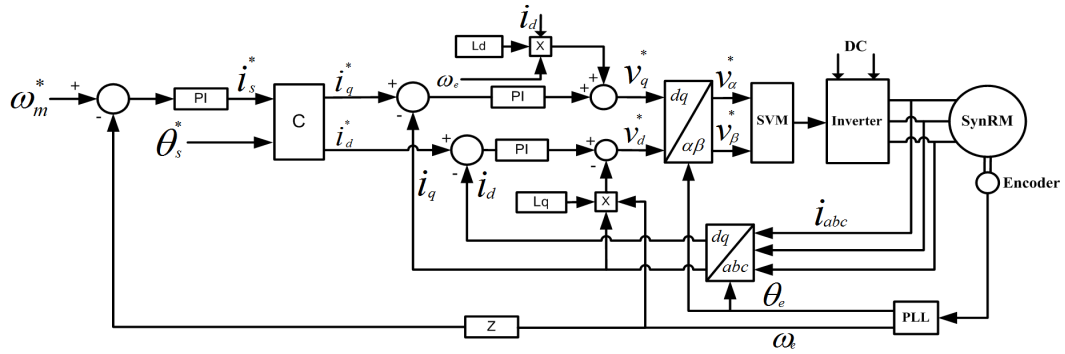 i_d
Ld
X
DC
ω_m^*
+
-
PI
i_s^*
C
i_q^*
+
-
ω_e
PI
+
+
v_q^*
dq
αβ
v_α^*
v_β^*
SVM
Inverter
SynRM
θ_s^*
i_d^*
+
-
PI
+
-
v_d^*
i_q
i_d
Lq
X
Encoder
i_abc
dq
abc
θ_e
PLL
Z
ω_e